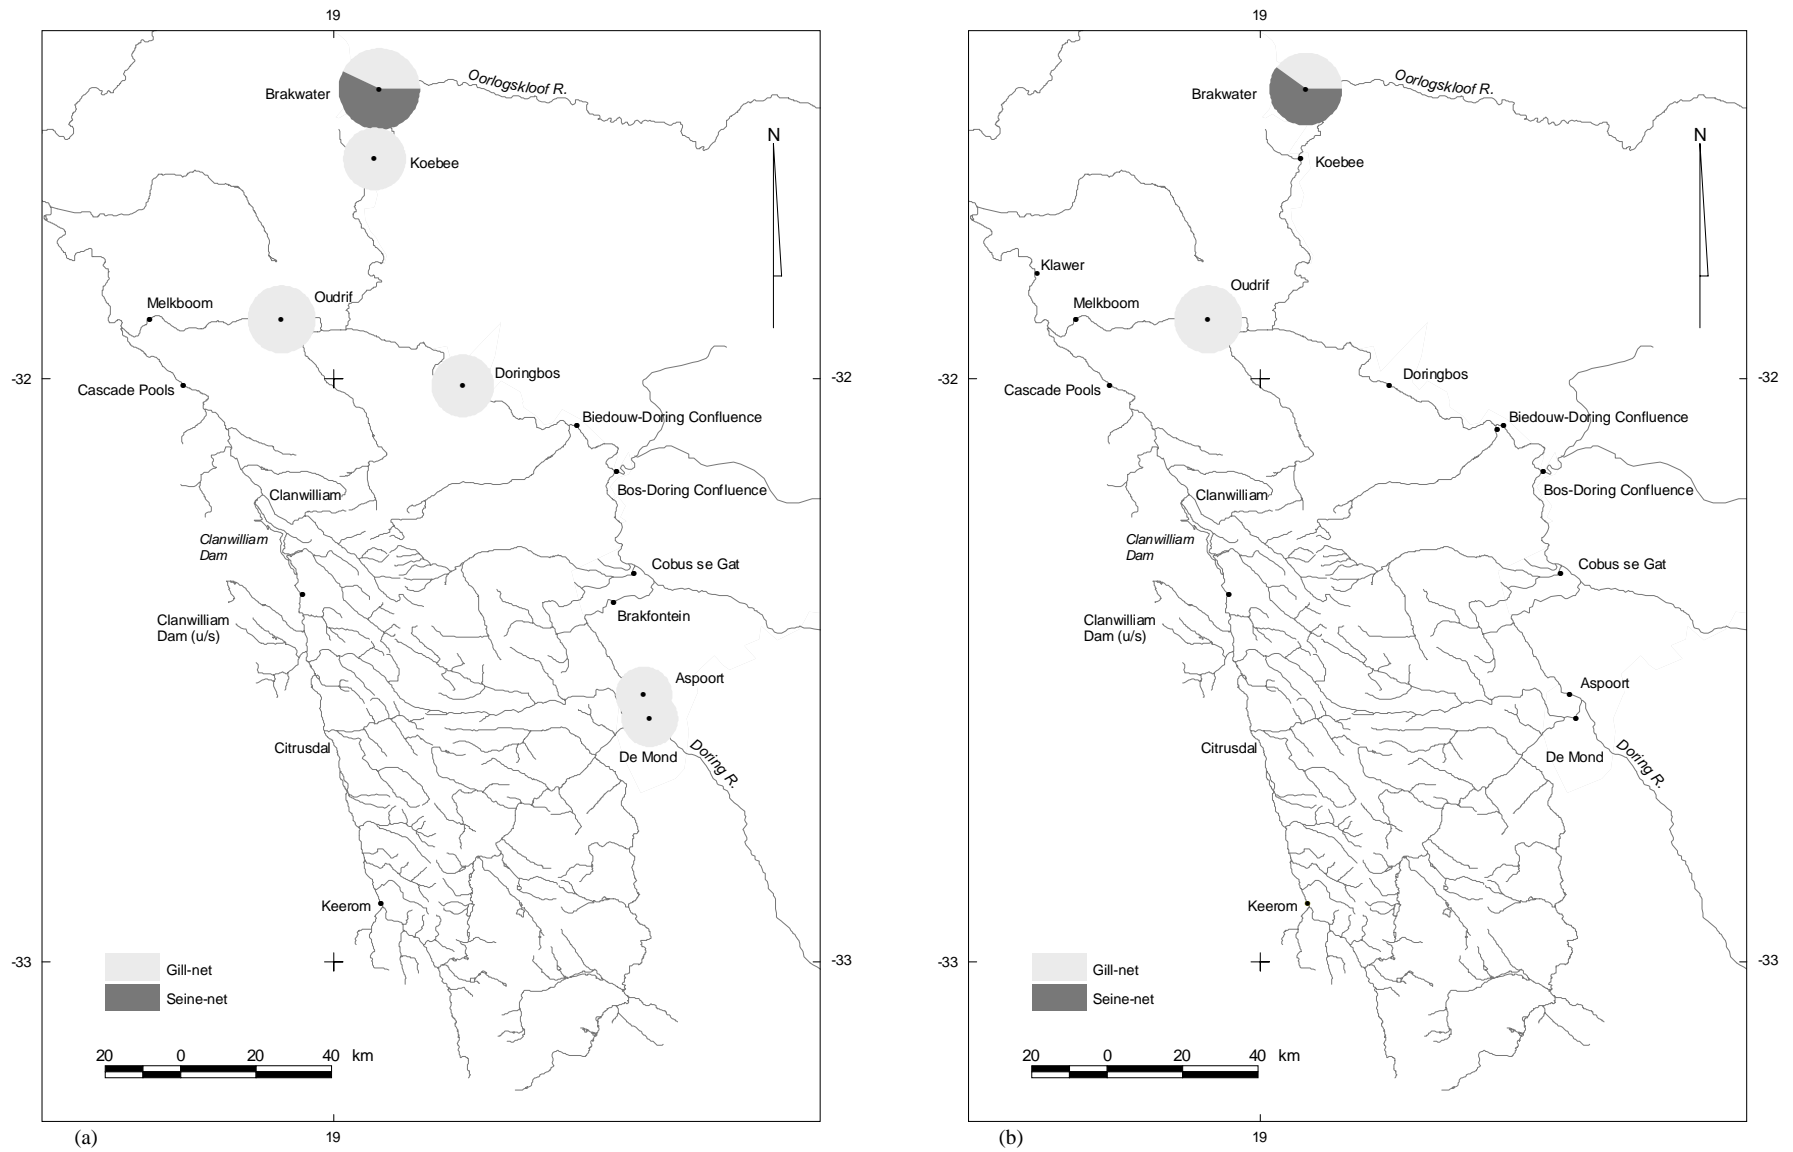 19
Oorlogskloof R.
Brakwater
N
Koebee
Oudrif
Melkboom
-32
-32
Doringbos
Cascade Pools
Biedouw-Doring Confluence
Bos-Doring Confluence
Clanwilliam
Clanwilliam
Dam
Cobus se Gat
Brakfontein
Clanwilliam
Dam (u/s)
Aspoort
Citrusdal
De Mond
Doring R.
Keerom
-33
-33
Gill-net
Seine-net
20 0 20 40 km
(a)
19
19
Oorlogskloof R.
Brakwater
N
Koebee
Klawer
Oudrif
Melkboom
-32
-32
Doringbos
Cascade Pools
Biedouw-Doring Confluence
Bos-Doring Confluence
Clanwilliam
Clanwilliam
Dam
Cobus se Gat
Clanwilliam
Dam (u/s)
Aspoort
Citrusdal
De Mond
Doring R.
Keerom
-33
-33
Gill-net
Seine-net
20 0 20 40 km
(b)
19